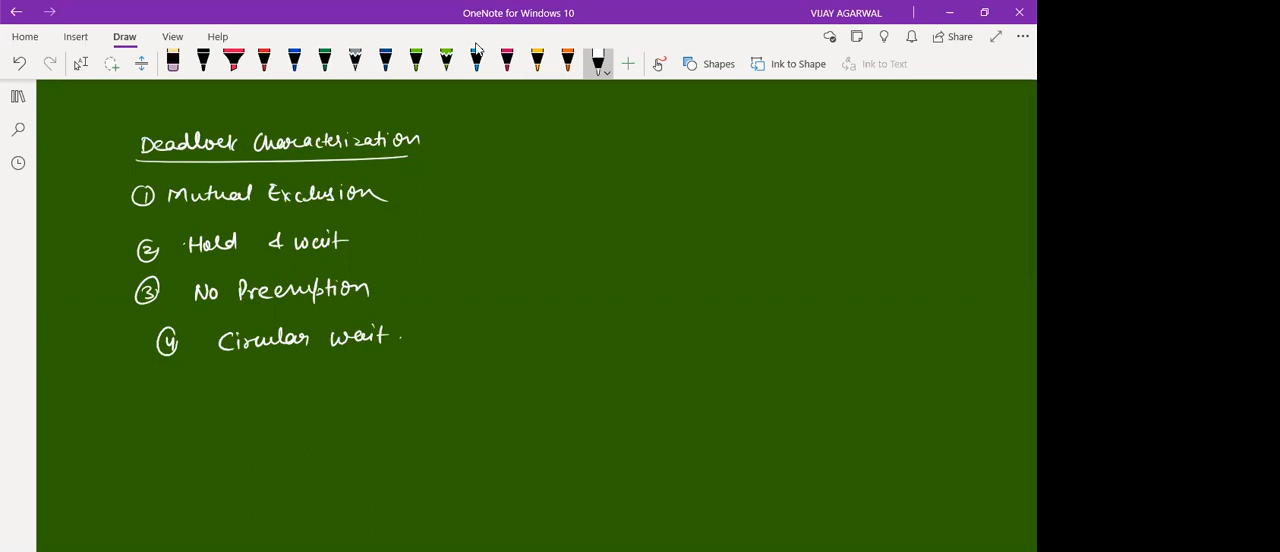 OneNote for Windows 10
VIJAY AGARWAL
Home Insert Draw View Help
Share
Shapes Ink to Shape Ink to Text
Deadlock Characterization
① Mutual Exclusion
② Hold & wait
③ No Preemption
④ Circular wait.